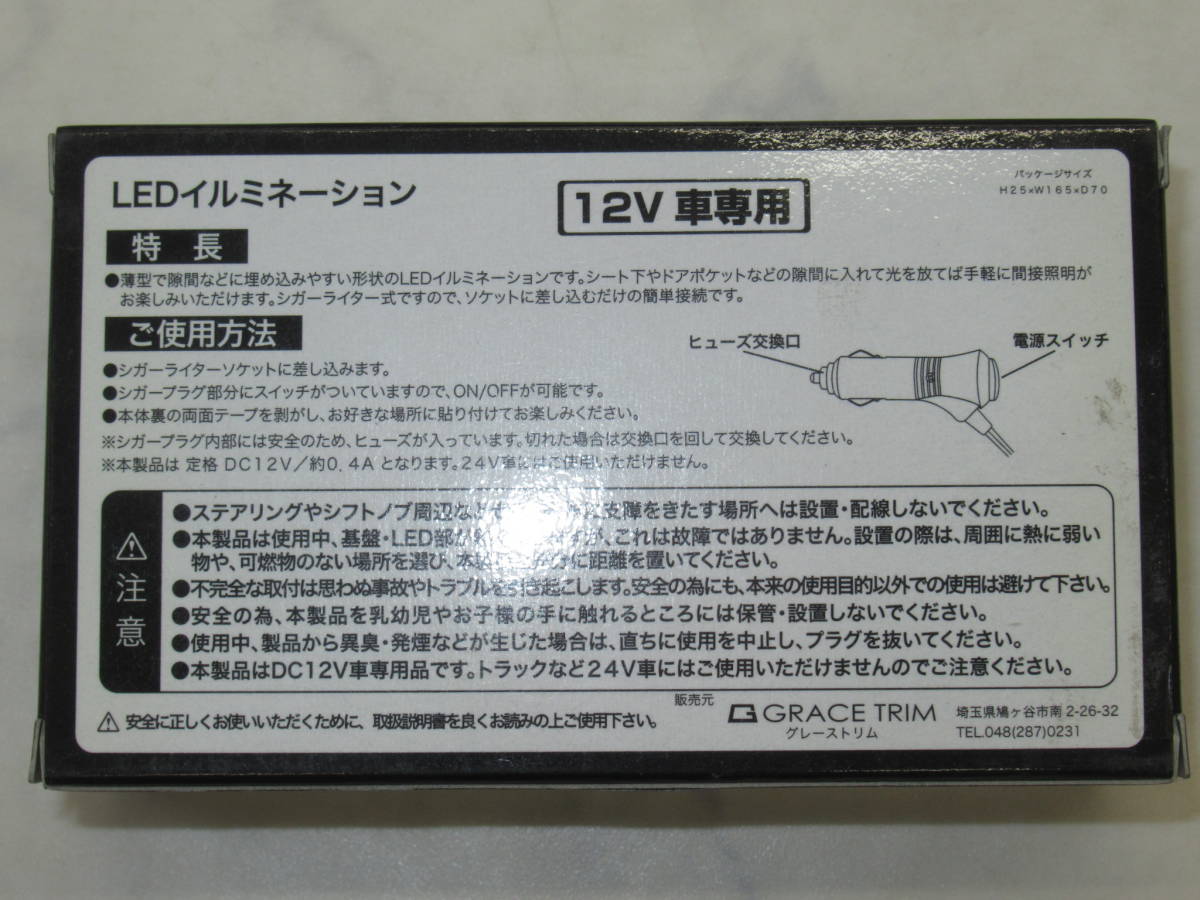 LEDイルミネーション
12V 車専用
パッケージサイズ
H25×W165×D70
特 長
●薄型で隙間などに埋め込みやすい形状のLEDイルミネーションです。シート下やドアポケットなどの隙間に入れて光を放てば手軽に間接照明が
お楽しみいただけます。シガーライター式ですので、ソケットに差し込むだけの簡単接続です。
ご使用方法
●シガーライターソケットに差し込みます。
●シガープラグ部分にスイッチがついていますので、ON/OFFが可能です。
●本体裏の両面テープを剥がし、お好きな場所に貼り付けてお楽しみください。
※シガープラグ内部には安全のため、ヒューズが入っています。切れた場合は交換口を回して交換してください。
※本製品は 定格 DC12V/約0.4A となります。24V車にはご使用いただけません。
ヒューズ交換口
電源スイッチ
注意
●ステアリングやシフトノブ周辺など 支障をきたす場所へは設置・配線しないでください。
●本製品は使用中、基盤・LED部が が、これは故障ではありません。設置の際は、周囲に熱に弱い
物や、可燃物のない場所を選び、 に距離を置いてください。
●不完全な取付は思わぬ事故やトラブルを引き起こします。安全の為にも、本来の使用目的以外での使用は避けて下さい。
●安全の為、本製品を乳幼児やお子様の手に触れるところには保管・設置しないでください。
●使用中、製品から異臭・発煙などが生じた場合は、直ちに使用を中止し、プラグを抜いてください。
●本製品はDC12V車専用品です。トラックなど24V車にはご使用いただけませんのでご注意ください。
安全に正しくお使いいただくために、取扱説明書を良くお読みの上ご使用下さい。
販売元
GRACE TRIM
グレーストリム
埼玉県鳩ヶ谷市南 2-26-32
TEL.048(287)0231